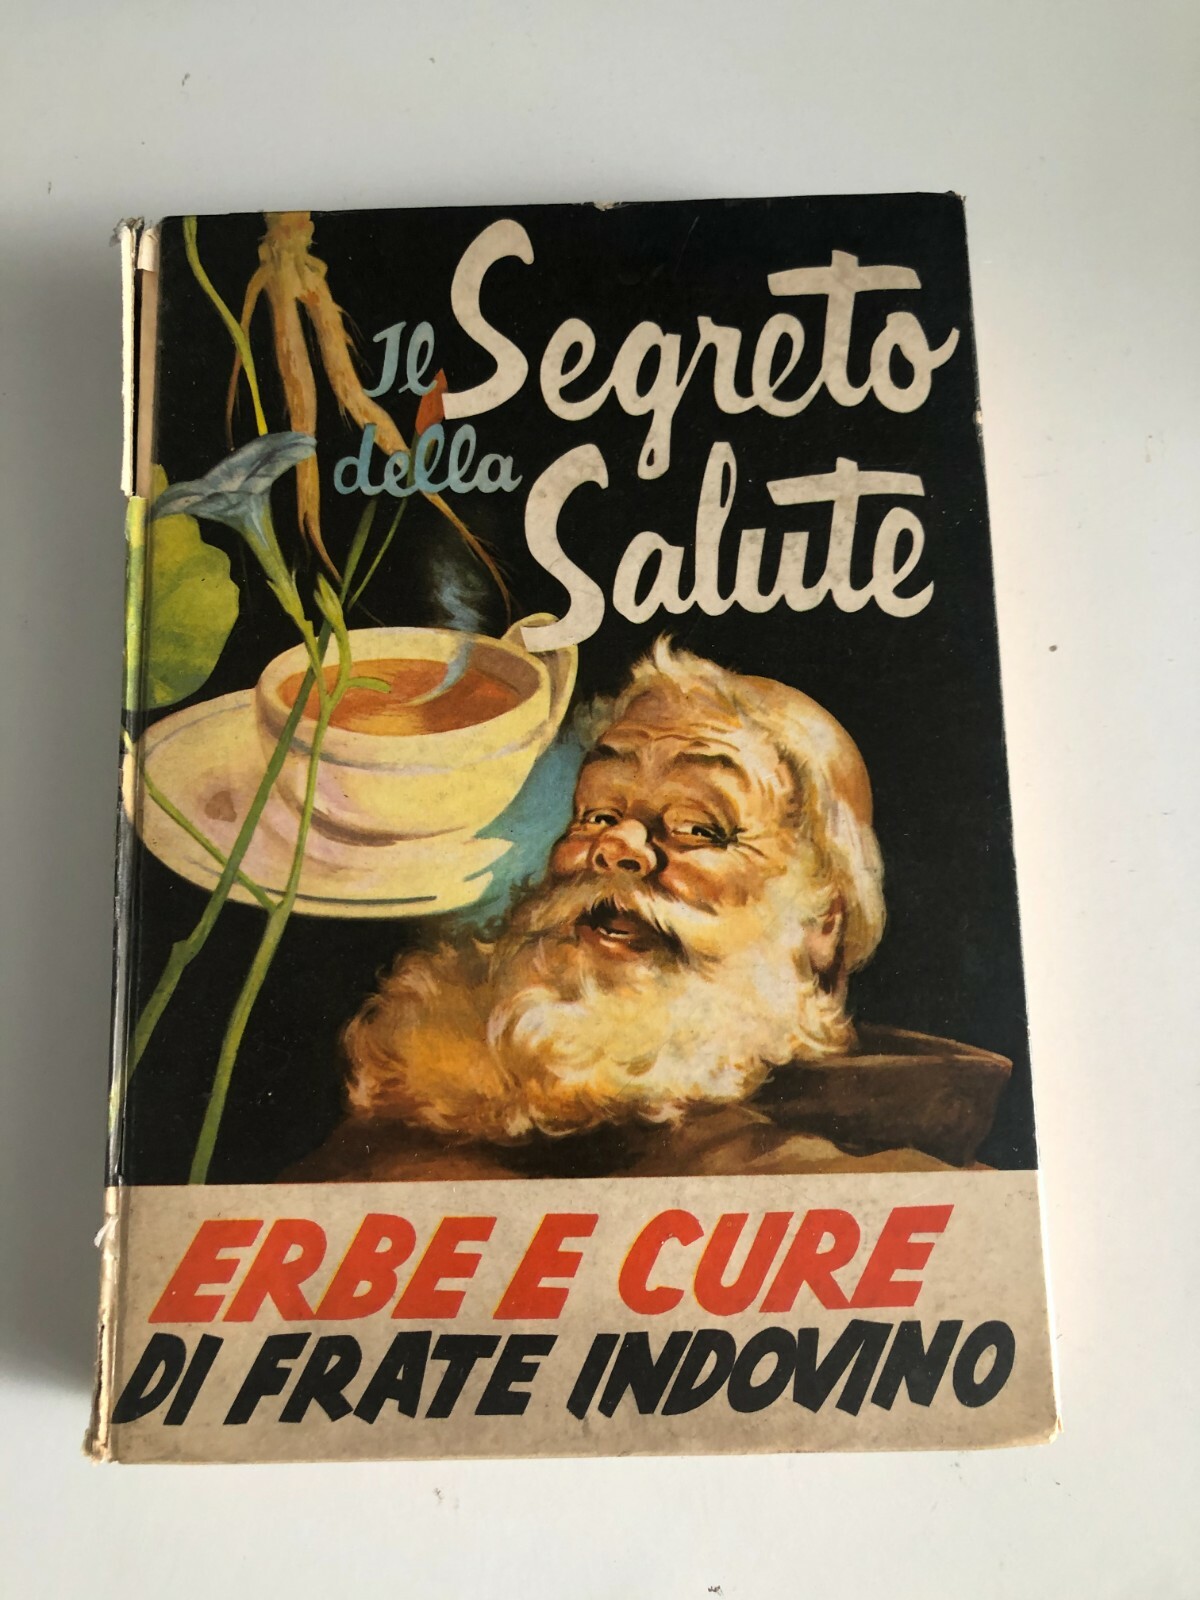 Il Segreto
della Salute
ERBE E CURE
DI FRATE INDOVINO